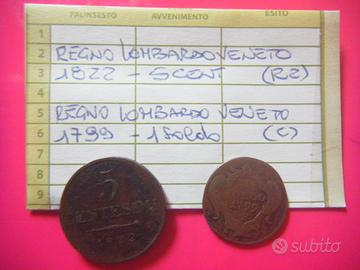 PALINSESTO AVVENIMENTO ESITO
1
2 REGNO LOMBARDO VENETO
3 1822 - 5 CENT (R2)
4
5 REGNO LOMBARDO VENETO
6 1799 - 1 SOLDO (C)
7
8
9
5
CENTESIMI
1799
subito